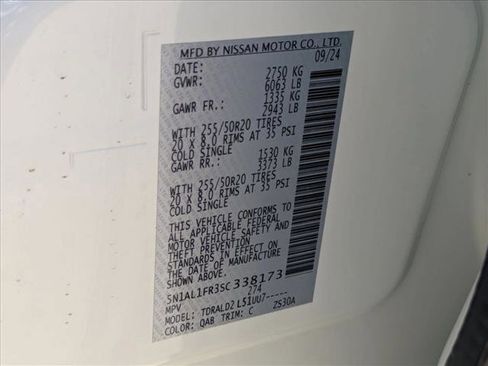 MFD BY NISSAN MOTOR CO., LTD.
DATE: 09/24
GVWR: 2750 KG
6063 LB
GAWR FR.: 1335 KG
2943 LB
WITH 255/50R20 TIRES
20 X 8.0 RIMS AT 35 PSI
COLD SINGLE
GAWR RR.: 1530 KG
3373 LB
WITH 255/50R20 TIRES
20 X 8.0 RIMS AT 35 PSI
COLD SINGLE
THIS VEHICLE CONFORMS TO
ALL APPLICABLE FEDERAL
MOTOR VEHICLE SAFETY AND
THEFT PREVENTION
STANDARDS IN EFFECT ON
THE DATE OF MANUFACTURE
SHOWN ABOVE.
5N1AL1FR3SC338173
MPV 274
MODEL: TDRALD2 L51UU7-----
COLOR: QAB TRIM: C ZS30A